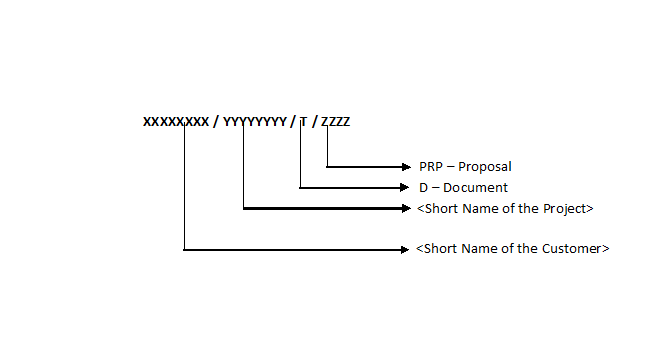 XXXXXXXX / YYYYYYYY / T / ZZZZ
PRP – Proposal
D – Document
<Short Name of the Project>
<Short Name of the Customer>